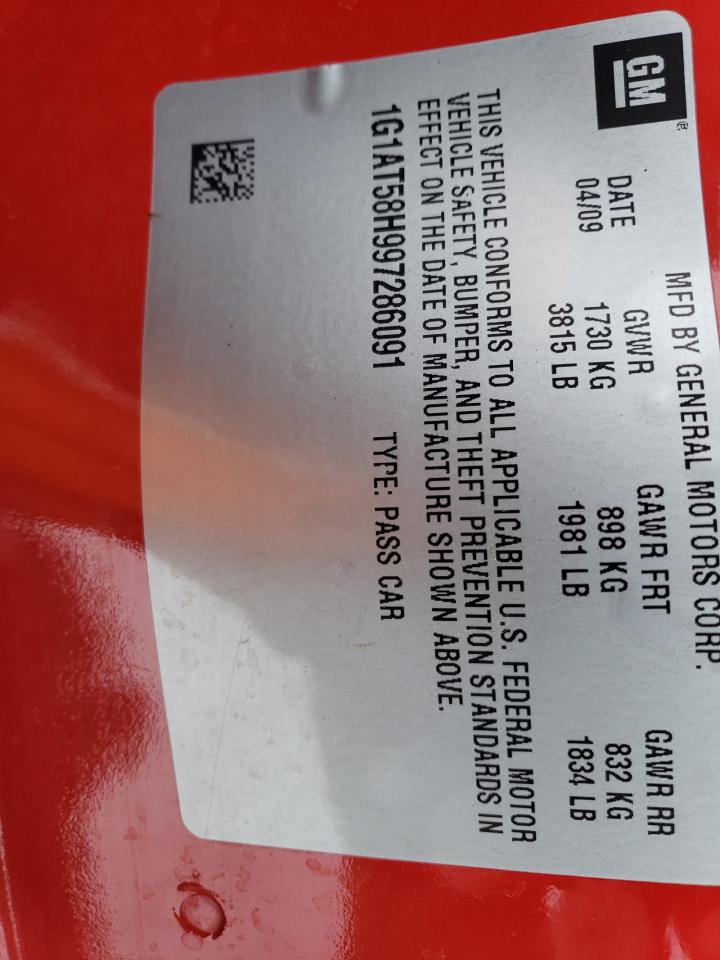 GM®
MFD BY GENERAL MOTORS CORP.
DATE GVWR GAWR FRT GAWR RR
04/09 1730 KG 898 KG 832 KG
3815 LB 1981 LB 1834 LB
THIS VEHICLE CONFORMS TO ALL APPLICABLE U.S. FEDERAL MOTOR
VEHICLE SAFETY, BUMPER, AND THEFT PREVENTION STANDARDS IN
EFFECT ON THE DATE OF MANUFACTURE SHOWN ABOVE.
1G1AT58H997286091 TYPE: PASS CAR